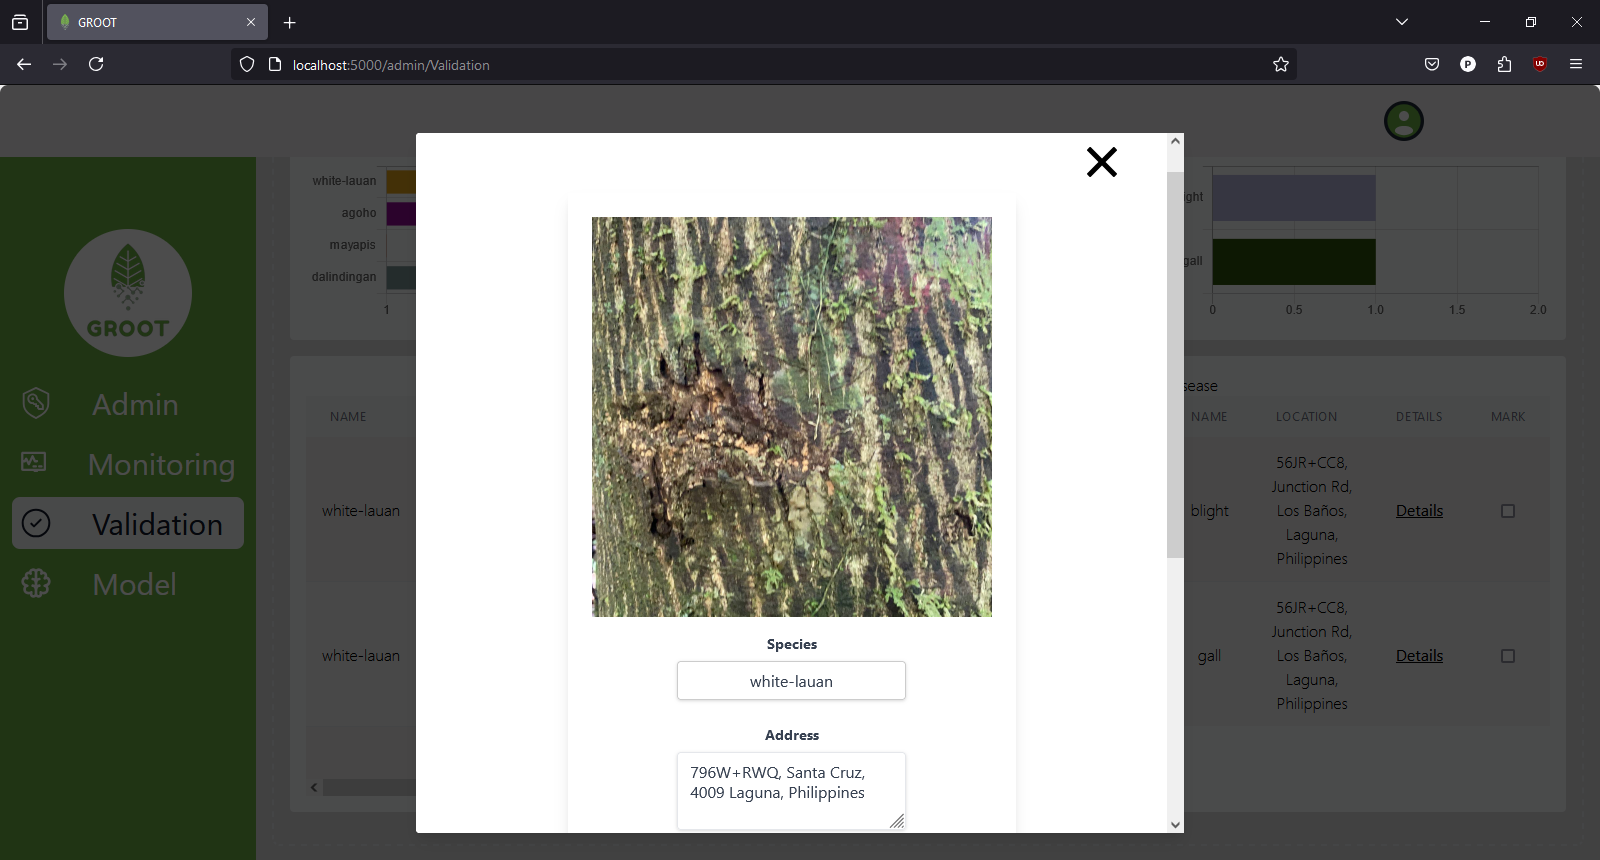 GROOT
localhost:5000/admin/Validation
GROOT
Admin
Monitoring
Validation
Model
white-lauan
agoho
mayapis
dalindingan
1
ight
gall
0
0.5
1.0
1.5
2.0
NAME
white-lauan
white-lauan
Species
white-lauan
Address
796W+RWQ, Santa Cruz,
4009 Laguna, Philippines
sease
NAME
LOCATION
DETAILS
MARK
blight
56JR+CC8,
Junction Rd,
Los Baños,
Laguna,
Philippines
Details
gall
56JR+CC8,
Junction Rd,
Los Baños,
Laguna,
Philippines
Details